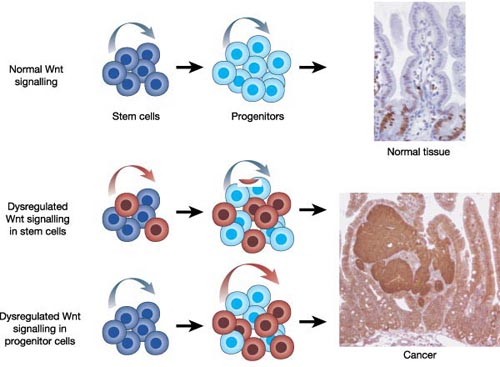 Normal Wnt
signalling
Stem cells
Progenitors
Normal tissue
Dysregulated
Wnt signalling
in stem cells
Dysregulated Wnt
signalling in
progenitor cells
Cancer